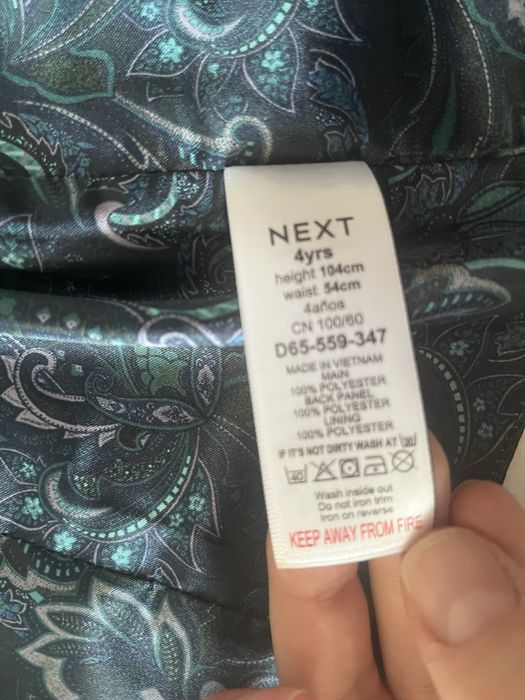 NEXT
4yrs
height 104cm
waist 54cm
4años
CN 100/60
D65-559-347
MADE IN VIETNAM
MAIN
100% POLYESTER
BACK PANEL
100% POLYESTER
LINING
100% POLYESTER
IF IT'S NOT DIRTY WASH AT 30
40
Wash inside out
Do not iron trim
Iron on reverse
KEEP AWAY FROM FIRE